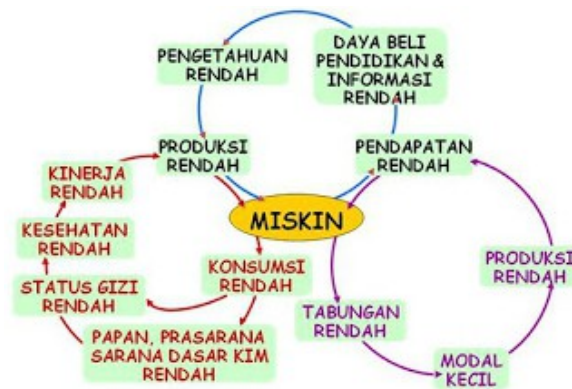 DAYA BELI
PENDIDIKAN &
INFORMASI
RENDAH
PENGETAHUAN
RENDAH
PRODUKSI
RENDAH
PENDAPATAN
RENDAH
KINERJA
RENDAH
MISKIN
KESEHATAN
RENDAH
KONSUMSI
RENDAH
PRODUKSI
RENDAH
STATUS GIZI
RENDAH
TABUNGAN
RENDAH
PAPAN, PRASARANA
SARANA DASAR KIM
RENDAH
MODAL
KECIL